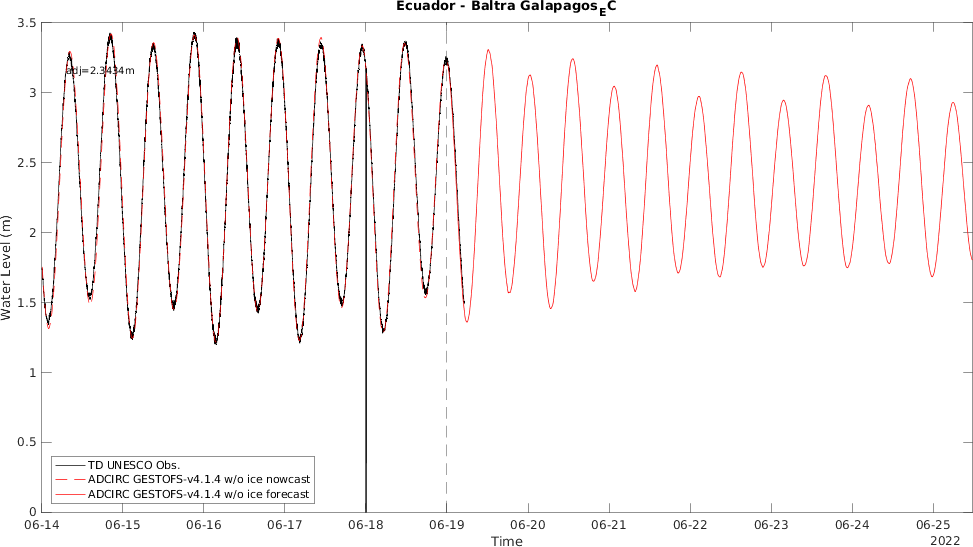 Ecuador - Baltra Galapagos_EC
adj=2.3434m
Water Level (m)
3.5
3
2.5
2
1.5
1
0.5
0
TD UNESCO Obs.
ADCIRC GESTOFS-v4.1.4 w/o ice nowcast
ADCIRC GESTOFS-v4.1.4 w/o ice forecast
06-14 06-15 06-16 06-17 06-18 06-19 06-20 06-21 06-22 06-23 06-24 06-25
Time
2022